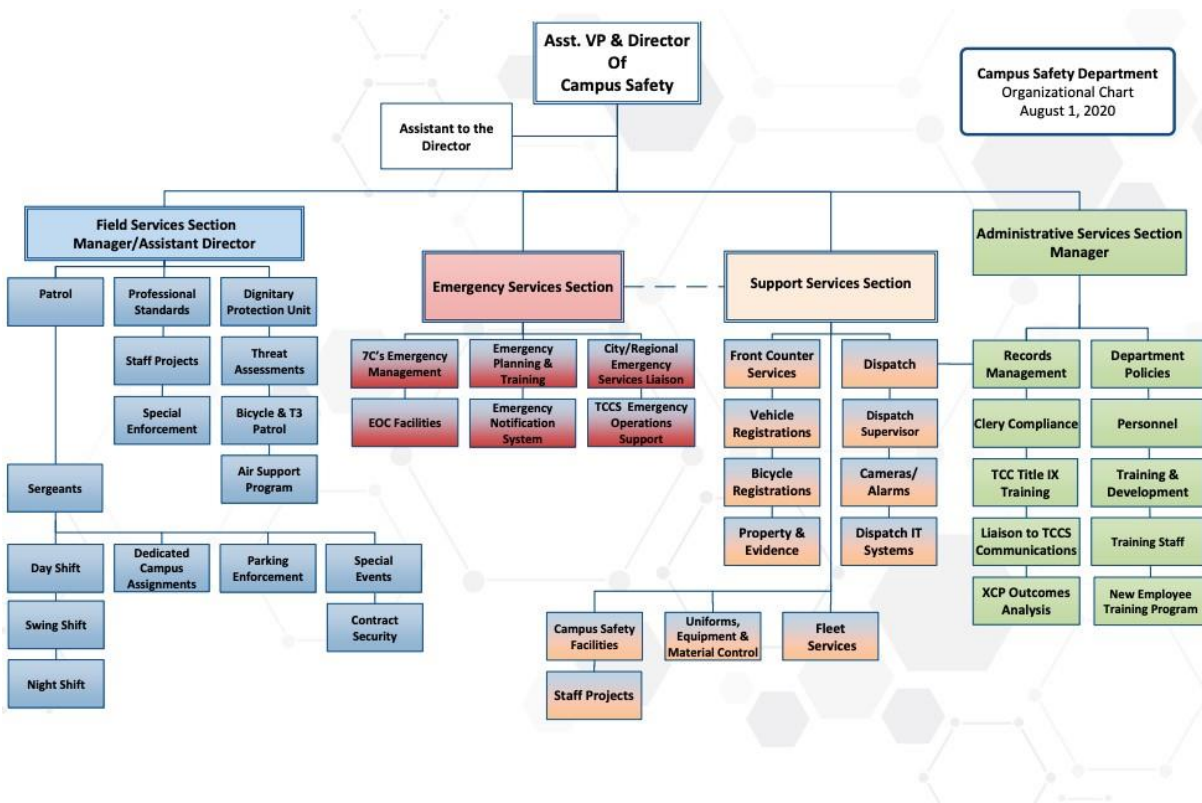 Asst. VP & Director
Of
Campus Safety
Campus Safety Department
Organizational Chart
August 1, 2020
Assistant to the
Director
Field Services Section
Manager/Assistant Director
Administrative Services Section
Manager
Emergency Services Section
Support Services Section
Patrol
Professional
Standards
Dignitary
Protection Unit
Staff Projects
Threat
Assessments
Special
Enforcement
Bicycle & T3
Patrol
Air Support
Program
Sergeants
Day Shift
Dedicated
Campus
Assignments
Parking
Enforcement
Special
Events
Swing Shift
Contract
Security
Night Shift
7C's Emergency
Management
Emergency
Planning &
Training
City/Regional
Emergency
Services Liaison
EOC Facilities
Emergency
Notification
System
TCCS Emergency
Operations
Support
Front Counter
Services
Dispatch
Vehicle
Registrations
Dispatch
Supervisor
Bicycle
Registrations
Cameras/
Alarms
Property &
Evidence
Dispatch IT
Systems
Campus Safety
Facilities
Uniforms,
Equipment &
Material Control
Fleet
Services
Staff Projects
Records
Management
Department
Policies
Clery Compliance
Personnel
TCC Title IX
Training
Training &
Development
Liaison to TCCS
Communications
Training Staff
XCP Outcomes
Analysis
New Employee
Training Program